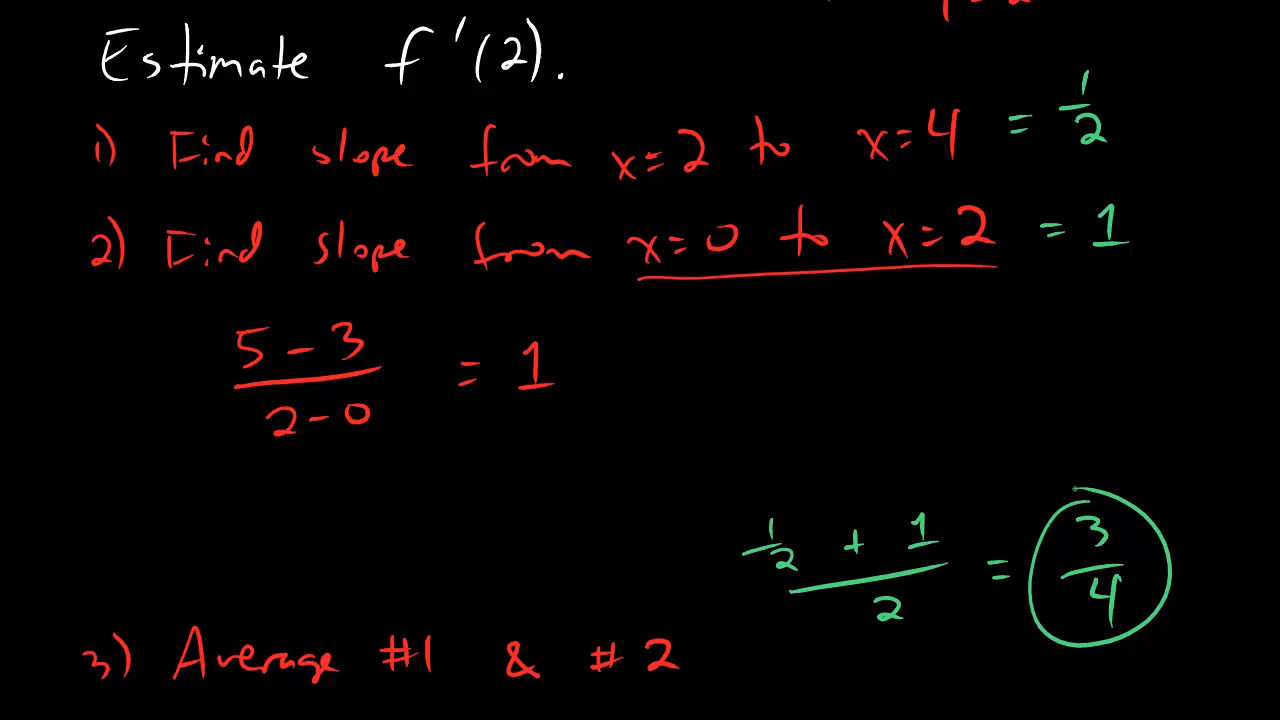 Estimate f'(2).
1) Find slope from x=2 to x=4 = 1/2
2) Find slope from x=0 to x=2 = 1
5-3
2-0
= 1
1/2 + 1
2
= 3/4
3) Average #1 & #2